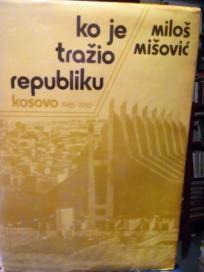 ko je
tražio
republiku
kosovo 1945-1985
miloš
mišović